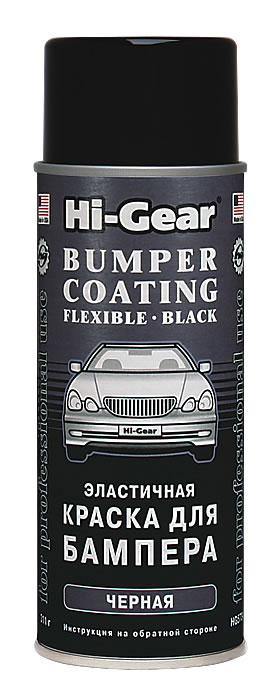 Hi-Gear
BUMPER
COATING
FLEXIBLE · BLACK
for professional use
for professional use
Hi-Gear
ЭЛАСТИЧНАЯ
КРАСКА ДЛЯ
БАМПЕРА
ЧЕРНАЯ
Инструкция на обратной стороне